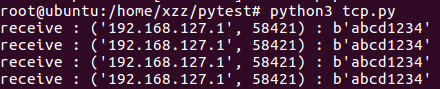 root@ubuntu:/home/xzz/pytest# python3 tcp.py
receive : ('192.168.127.1', 58421) : b'abcd1234'
receive : ('192.168.127.1', 58421) : b'abcd1234'
receive : ('192.168.127.1', 58421) : b'abcd1234'
receive : ('192.168.127.1', 58421) : b'abcd1234'